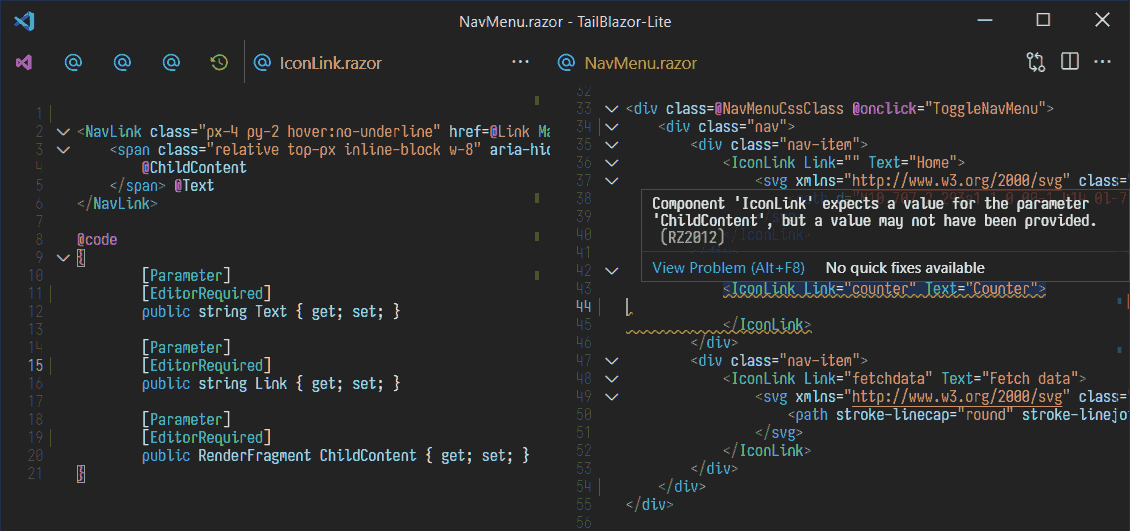 NavMenu.razor - TailBlazor-Lite
IconLink.razor
1
2 <NavLink class="px-4 py-2 hover:no-underline" href=@Link Ma
3 <span class="relative top-px inline-block w-8" aria-hid
4 @ChildContent
5 </span> @Text
6 </NavLink>
7
8 @code
9 {
10 [Parameter]
11 [EditorRequired]
12 public string Text { get; set; }
13
14 [Parameter]
15 [EditorRequired]
16 public string Link { get; set; }
17
18 [Parameter]
19 [EditorRequired]
20 public RenderFragment ChildContent { get; set; }
21 }
NavMenu.razor
32
33 <div class=@NavMenuCssClass @onclick="ToggleNavMenu">
34 <div class="nav">
35 <div class="nav-item">
36 <IconLink Link="" Text="Home">
37 <svg xmlns="http://www.w3.org/2000/svg" class=
38
39
40
41
42
Component 'IconLink' expects a value for the parameter
'ChildContent', but a value may not have been provided.
(RZ2012)
View Problem (Alt+F8) No quick fixes available
43 <IconLink Link="counter" Text="Counter">
44
45 </IconLink>
46 </div>
47 <div class="nav-item">
48 <IconLink Link="fetchdata" Text="Fetch data">
49 <svg xmlns="http://www.w3.org/2000/svg" class=
50 <path stroke-linecap="round" stroke-linejo
51 </svg>
52 </IconLink>
53 </div>
54 </div>
55 </div>
56